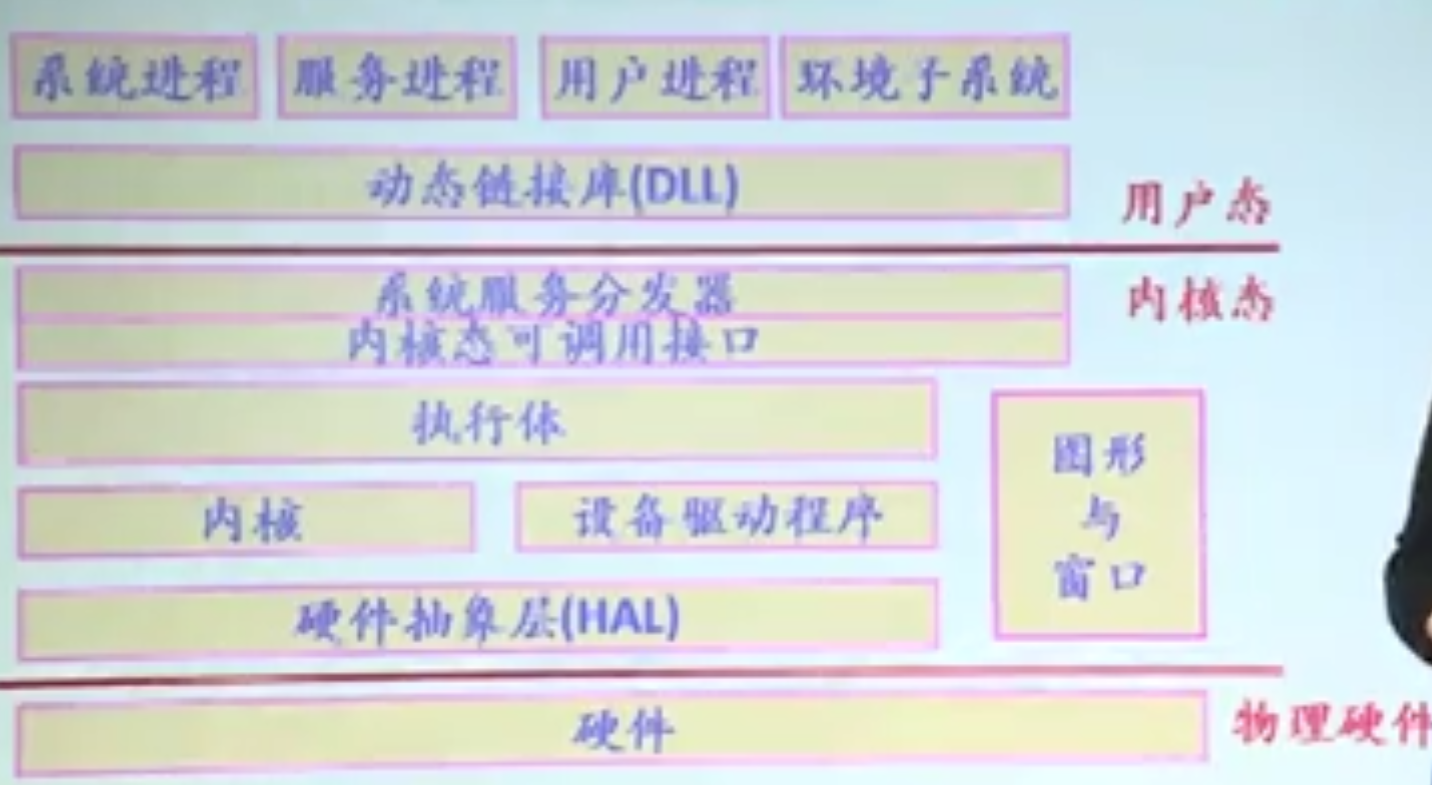 系统进程 服务进程 用户进程 环境子系统
动态链接库(DLL)
用户态
系统服务分发器
内核态
内核态可调用接口
执行体
图形
与
窗口
内核 设备驱动程序
硬件抽象层(HAL)
硬件
物理硬件